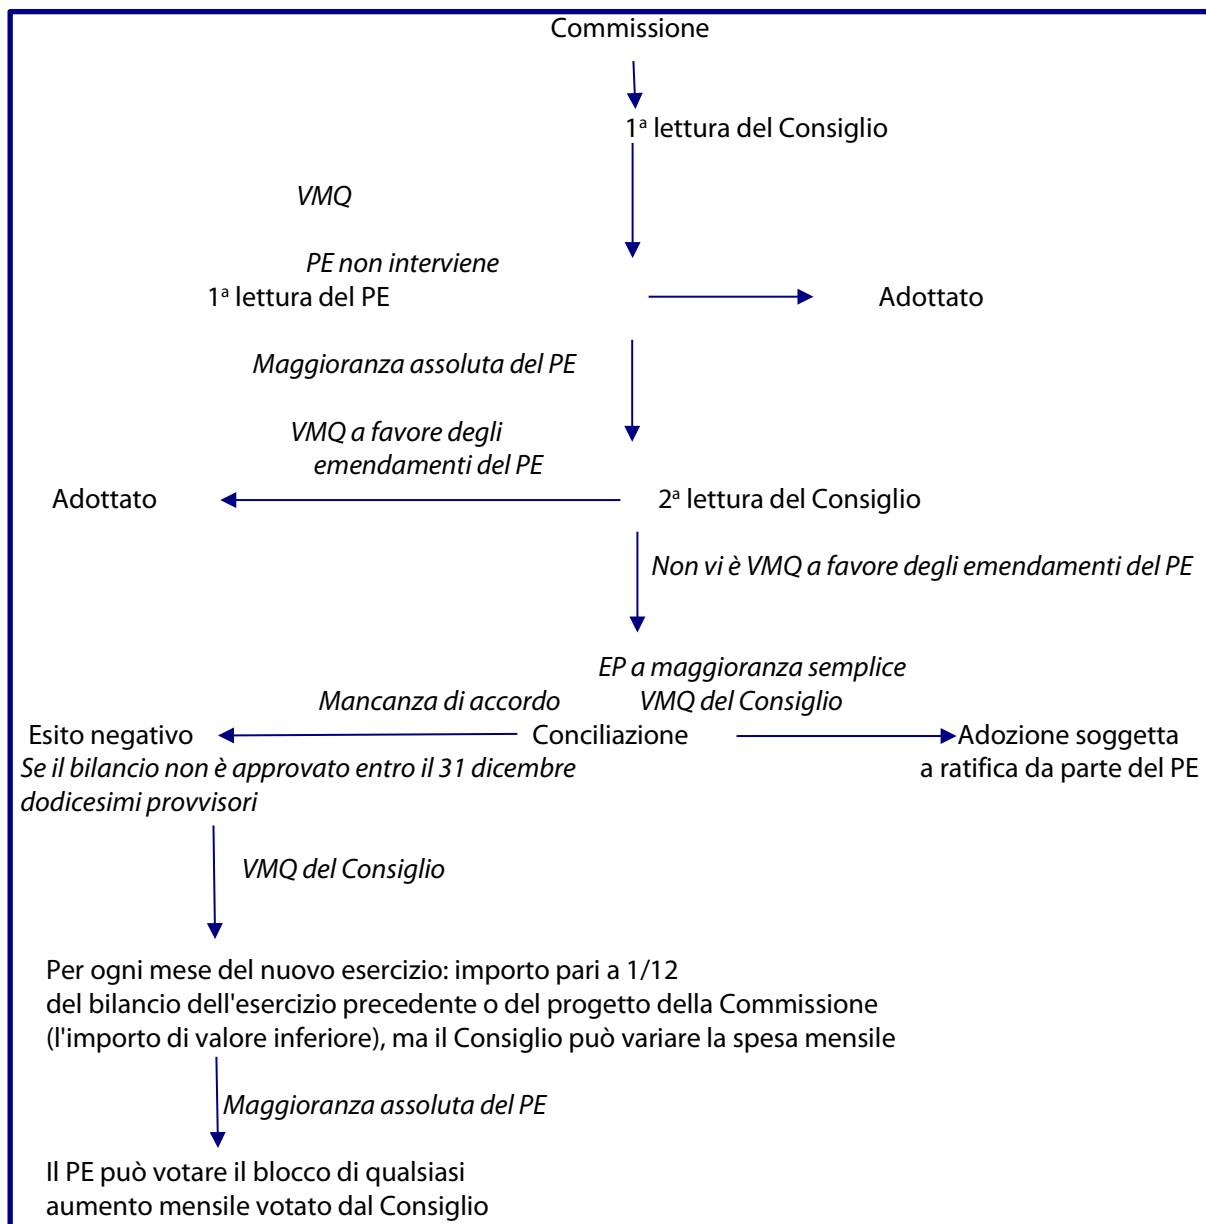 Commissione
1ª lettura del Consiglio
VMQ
PE non interviene
1ª lettura del PE
Adottato
Maggioranza assoluta del PE
VMQ a favore degli
emendamenti del PE
Adottato
2ª lettura del Consiglio
Non vi è VMQ a favore degli emendamenti del PE
EP a maggioranza semplice
Mancanza di accordo
VMQ del Consiglio
Esito negativo
Conciliazione
Adozione soggetta
a ratifica da parte del PE
Se il bilancio non è approvato entro il 31 dicembre
dodicesimi provvisori
VMQ del Consiglio
Per ogni mese del nuovo esercizio: importo pari a 1/12
del bilancio dell'esercizio precedente o del progetto della Commissione
(l'importo di valore inferiore), ma il Consiglio può variare la spesa mensile
Maggioranza assoluta del PE
Il PE può votare il blocco di qualsiasi
aumento mensile votato dal Consiglio